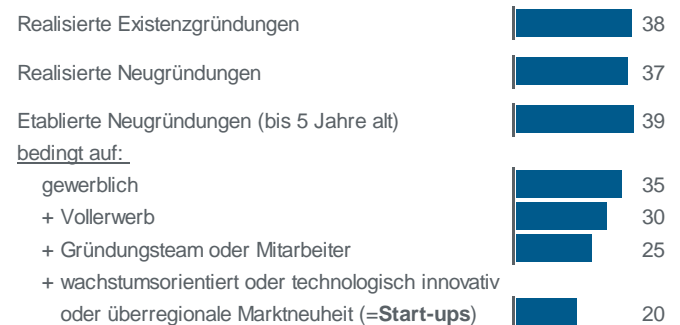 Realisierte Existenzgründungen 38
Realisierte Neugründungen 37
Etablierte Neugründungen (bis 5 Jahre alt) 39
bedingt auf:
gewerblich 35
+ Vollerwerb 30
+ Gründungsteam oder Mitarbeiter 25
+ wachstumsorientiert oder technologisch innovativ
oder überregionale Marktneuheit (=Start-ups) 20